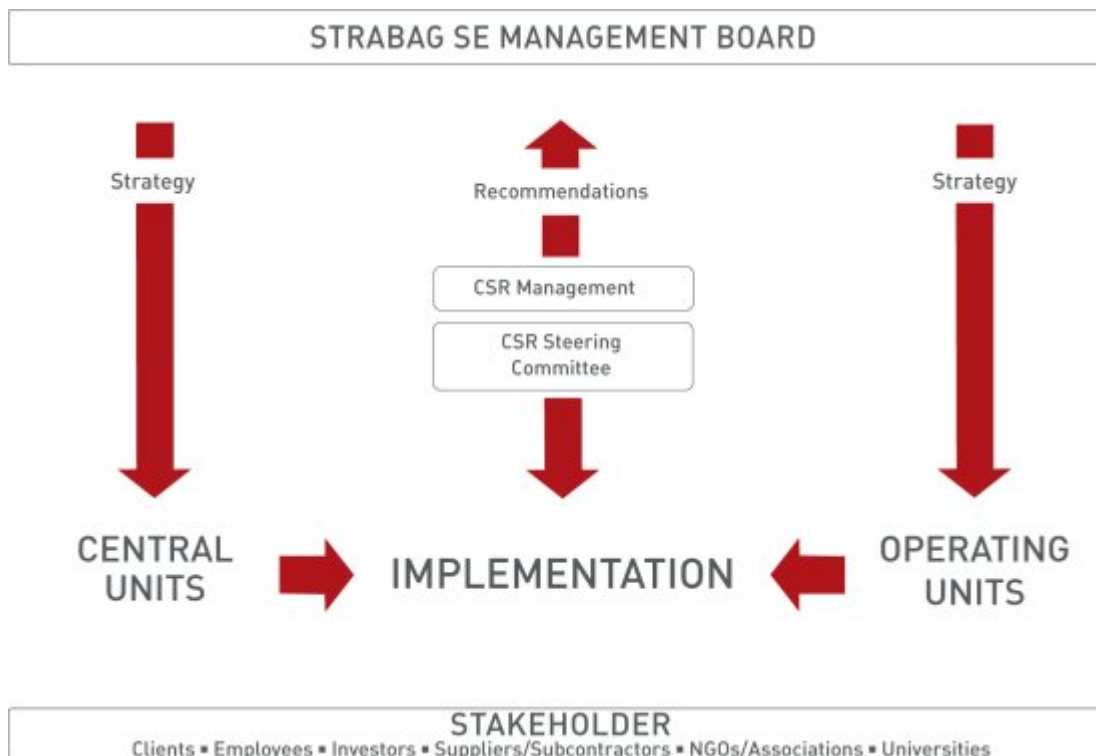 STRABAG SE MANAGEMENT BOARD
Strategy
Recommendations
Strategy
CSR Management
CSR Steering
Committee
CENTRAL
UNITS
IMPLEMENTATION
OPERATING
UNITS
STAKEHOLDER
Clients ▪ Employees ▪ Investors ▪ Suppliers/Subcontractors ▪ NGOs/Associations ▪ Universities